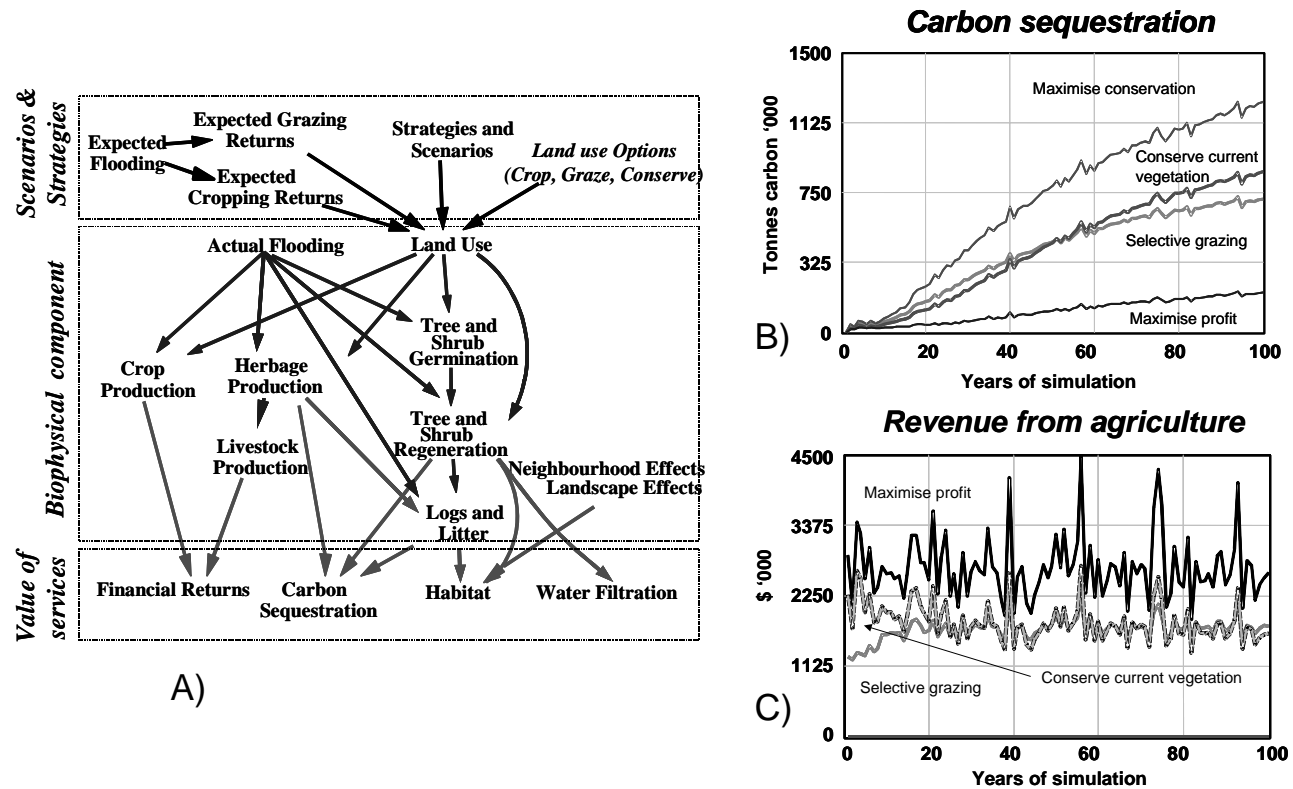 Scenarios &
Strategies
Expected
Flooding
Expected Grazing
Returns
Expected
Cropping Returns
Strategies and
Scenarios
Land use Options
(Crop, Graze, Conserve)
Biophysical component
Actual Flooding
Land Use
Tree and
Shrub
Germination
Crop
Production
Herbage
Production
Tree and
Shrub
Regeneration
Livestock
Production
Neighbourhood Effects
Landscape Effects
Logs and
Litter
Value of
services
Financial Returns
Carbon
Sequestration
Habitat
Water Filtration
A)
Carbon sequestration
Tonnes carbon '000
1500
1125
750
325
0
Maximise conservation
Conserve current
vegetation
Selective grazing
Maximise profit
0 20 40 60 80 100
Years of simulation
B)
Revenue from agriculture
$ '000
4500
3375
2250
1125
0
Maximise profit
Conserve current vegetation
Selective grazing
0 20 40 60 80 100
Years of simulation
C)